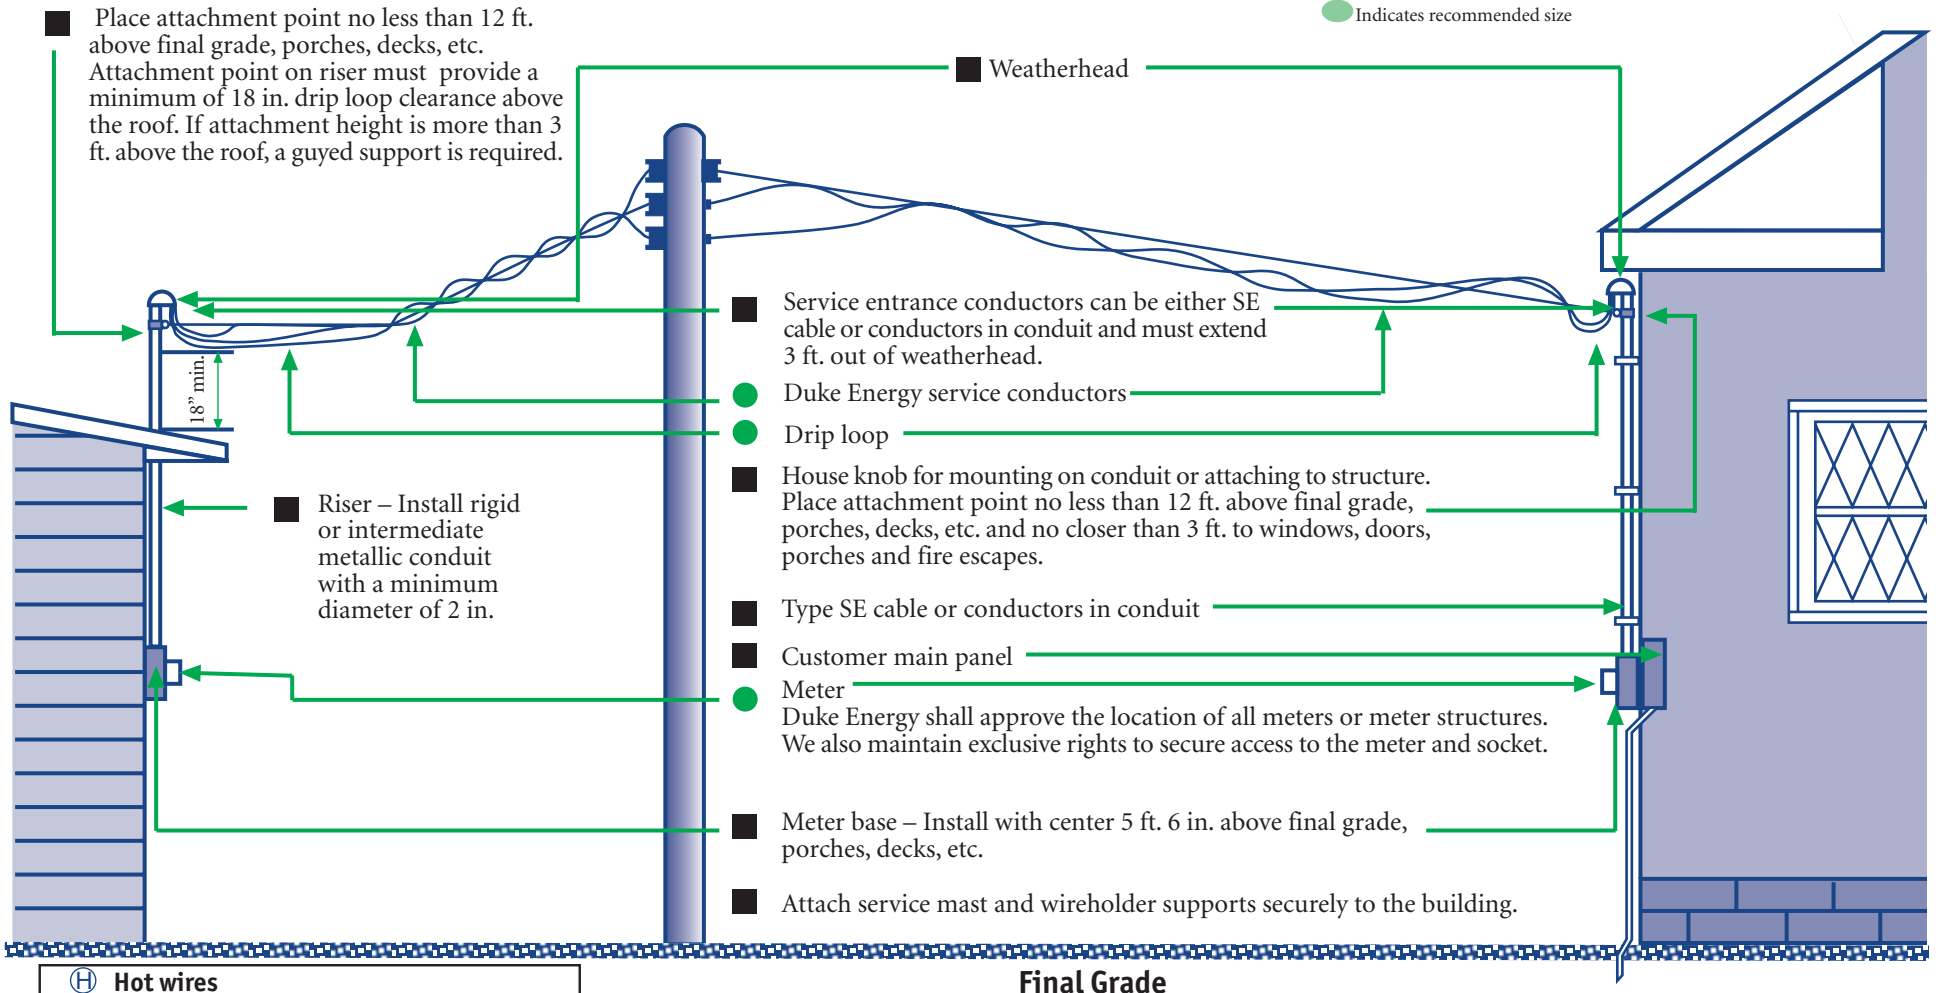 Place attachment point no less than 12 ft.
above final grade, porches, decks, etc.
Attachment point on riser must provide a
minimum of 18 in. drip loop clearance above
the roof. If attachment height is more than 3
ft. above the roof, a guyed support is required.
Indicates recommended size
Weatherhead
Service entrance conductors can be either SE
cable or conductors in conduit and must extend
3 ft. out of weatherhead.
18” min.
Duke Energy service conductors
Drip loop
House knob for mounting on conduit or attaching to structure.
Place attachment point no less than 12 ft. above final grade,
porches, decks, etc. and no closer than 3 ft. to windows, doors,
porches and fire escapes.
Riser – Install rigid
or intermediate
metallic conduit
with a minimum
diameter of 2 in.
Type SE cable or conductors in conduit
Customer main panel
Meter
Duke Energy shall approve the location of all meters or meter structures.
We also maintain exclusive rights to secure access to the meter and socket.
Meter base – Install with center 5 ft. 6 in. above final grade,
porches, decks, etc.
Attach service mast and wireholder supports securely to the building.
H Hot wires
Final Grade